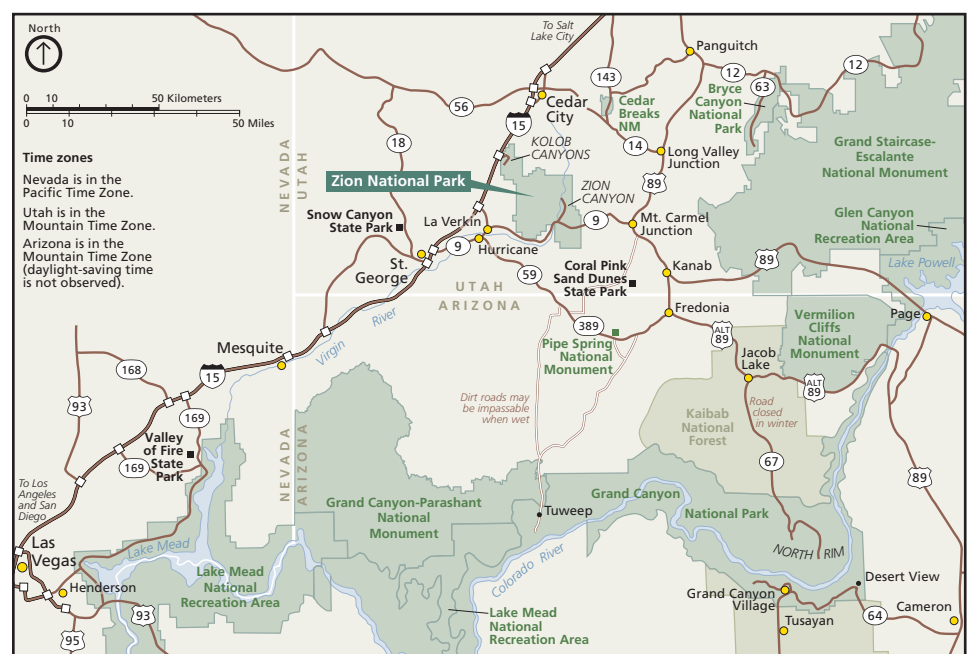 North
0 10 50 Kilometers
0 10 50 Miles
Time zones
Nevada is in the
Pacific Time Zone.
Utah is in the
Mountain Time Zone.
Arizona is in the
Mountain Time Zone
(daylight-saving time
is not observed).
To Salt
Lake City
Panguitch
143
12
12
63
Bryce
Canyon
National
Park
56
Cedar
City
Cedar
Breaks
NM
15
18
14
Long Valley
Junction
KOLOB
CANYONS
NEVADA
UTAH
Grand Staircase-
Escalante
National Monument
89
Zion National Park
ZION
CANYON
Snow Canyon
State Park
La Verkin
9
Mt. Carmel
Junction
Glen Canyon
National
Recreation Area
9
Hurricane
St.
George
59
Coral Pink
Sand Dunes
State Park
Kanab
89
Lake Powell
UTAH
ARIZONA
Fredonia
River
389
Page
Vermilion
Cliffs
National
Monument
ALT
89
Pipe Spring
National
Monument
Mesquite
Virgin
Jacob
Lake
168
15
ALT
89
93
Dirt roads may
be impassable
when wet
Road
closed
in winter
169
Kaibab
National
Forest
Valley
of Fire
State
Park
169
NEVADA
ARIZONA
67
89
To Los
Angeles
and San
Diego
Grand Canyon-Parashant
National
Monument
Grand Canyon
National Park
Tuweep
Las
Vegas
Lake Mead
NORTH RIM
Colorado River
Lake Mead
National
Recreation Area
Henderson
Desert View
Grand Canyon
Village
93
64
Cameron
Lake Mead
National
Recreation Area
Tusayan
95